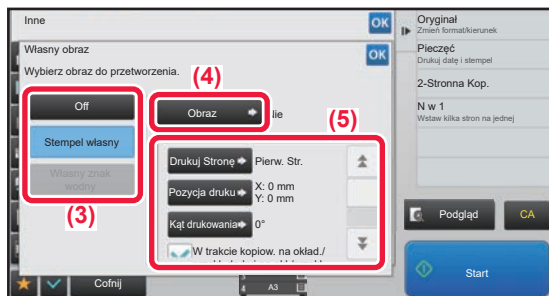 Inne
OK
Własny obraz
OK
Wybierz obraz do przetworzenia.
(4)
Off
Stempel własny
Własny znak
wodny
(3)
Obraz
(5)
Drukuj Stronę
Pierw. Str.
Pozycja druku
X: 0 mm
Y: 0 mm
Kąt drukowania
0°
W trakcie kopiow. na okład./
Cofnij
A3
Oryginał
Zmień format/kierunek
Pieczęć
Drukuj datę i stempel
2-Stronna Kop.
N w 1
Wstaw kilka stron na jednej
Podgląd
CA
Start